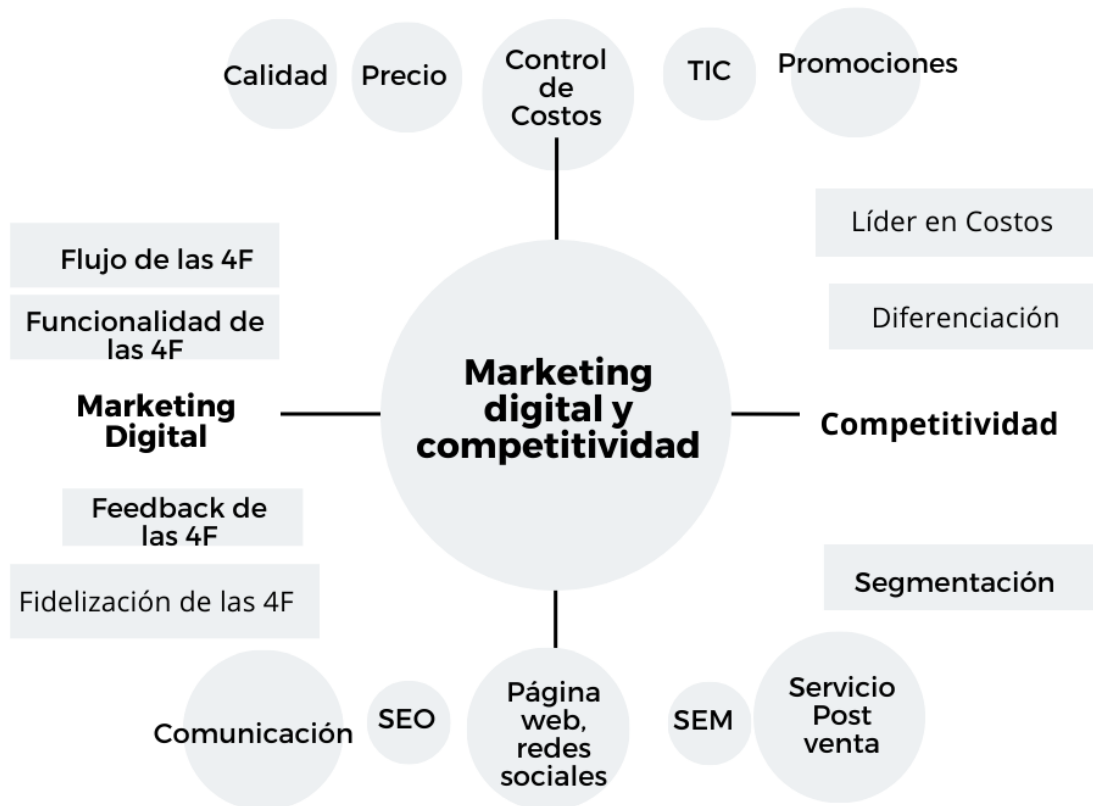 Calidad
Precio
Control
de
Costos
TIC
Promociones
Líder en Costos
Flujo de las 4F
Funcionalidad de
las 4F
Diferenciación
Marketing
digital y
competitividad
Marketing
Digital
Competitividad
Feedback de
las 4F
Fidelización de las 4F
Segmentación
Comunicación
SEO
Página
web,
redes
sociales
SEM
Servicio
Post
venta